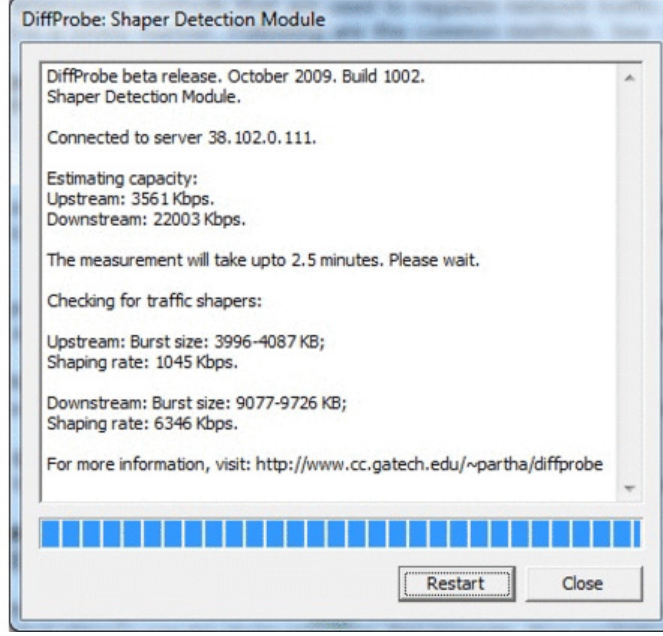 DiffProbe: Shaper Detection Module
DiffProbe beta release. October 2009. Build 1002.
Shaper Detection Module.
Connected to server 38.102.0.111.
Estimating capacity:
Upstream: 3561 Kbps.
Downstream: 22003 Kbps.
The measurement will take upto 2.5 minutes. Please wait.
Checking for traffic shapers:
Upstream: Burst size: 3996-4087 KB;
Shaping rate: 1045 Kbps.
Downstream: Burst size: 9077-9726 KB;
Shaping rate: 6346 Kbps.
For more information, visit: http://www.cc.gatech.edu/~partha/diffprobe
Restart
Close